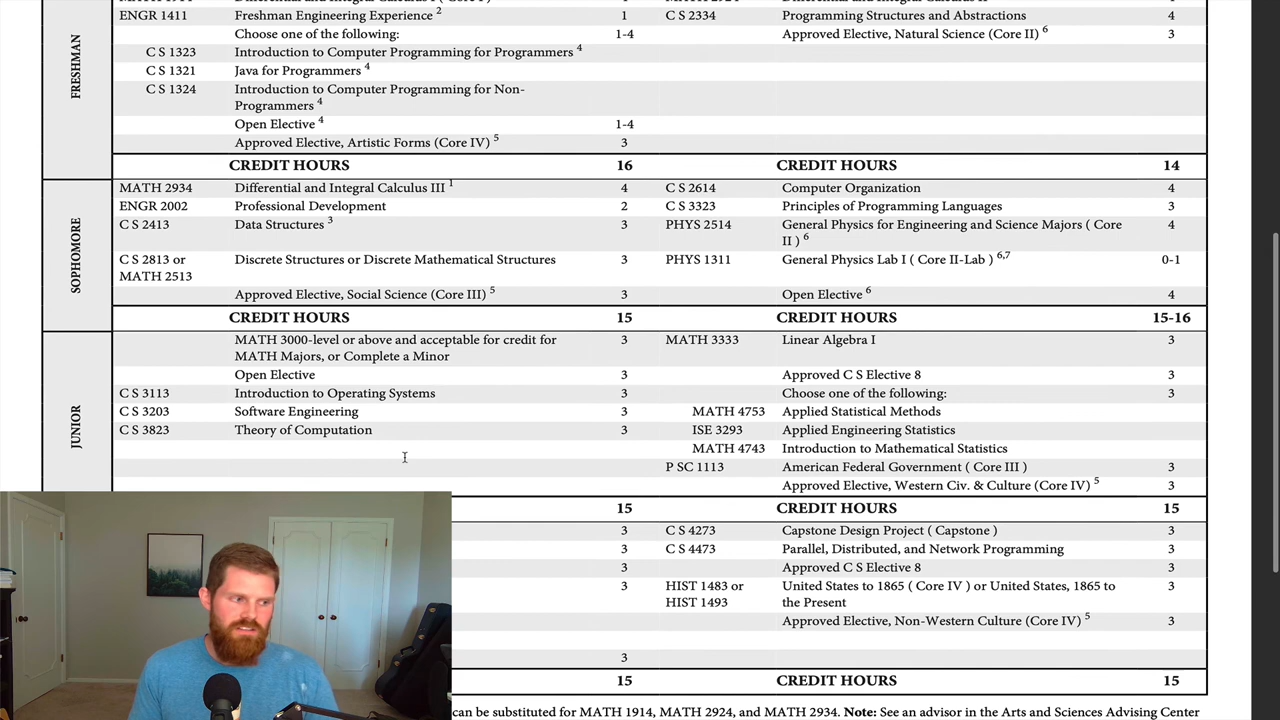 ENGR 1411 Freshman Engineering Experience 2 1 C S 2334 Programming Structures and Abstractions 4
Choose one of the following: 1-4 Approved Elective, Natural Science (Core II) 6 3
C S 1323 Introduction to Computer Programming for Programmers 4
C S 1321 Java for Programmers 4
C S 1324 Introduction to Computer Programming for Non-
Programmers 4
Open Elective 4 1-4
Approved Elective, Artistic Forms (Core IV) 5 3
FRESHMAN
CREDIT HOURS 16 CREDIT HOURS 14
MATH 2934 Differential and Integral Calculus III 1 4 C S 2614 Computer Organization 4
ENGR 2002 Professional Development 2 C S 3323 Principles of Programming Languages 3
C S 2413 Data Structures 3 3 PHYS 2514 General Physics for Engineering and Science Majors ( Core 4
II ) 6
C S 2813 or Discrete Structures or Discrete Mathematical Structures 3 PHYS 1311 General Physics Lab I ( Core II-Lab ) 6,7 0-1
MATH 2513
Approved Elective, Social Science (Core III) 5 3 Open Elective 6 4
SOPHOMORE
CREDIT HOURS 15 CREDIT HOURS 15-16
MATH 3000-level or above and acceptable for credit for 3 MATH 3333 Linear Algebra I 3
MATH Majors, or Complete a Minor
Open Elective 3 Approved C S Elective 8 3
C S 3113 Introduction to Operating Systems 3 Choose one of the following: 3
C S 3203 Software Engineering 3 MATH 4753 Applied Statistical Methods
C S 3823 Theory of Computation 3 ISE 3293 Applied Engineering Statistics
MATH 4743 Introduction to Mathematical Statistics
P SC 1113 American Federal Government ( Core III ) 3
Approved Elective, Western Civ. & Culture (Core IV) 5 3
JUNIOR
15 15
3 C S 4273 Capstone Design Project ( Capstone ) 3
3 C S 4473 Parallel, Distributed, and Network Programming 3
3 Approved C S Elective 8 3
3 HIST 1483 or United States to 1865 ( Core IV ) or United States, 1865 to 3
HIST 1493 the Present
Approved Elective, Non-Western Culture (Core IV) 5 3
3
15 CREDIT HOURS 15
can be substituted for MATH 1914, MATH 2924, and MATH 2934. Note: See an advisor in the Arts and Sciences Advising Center